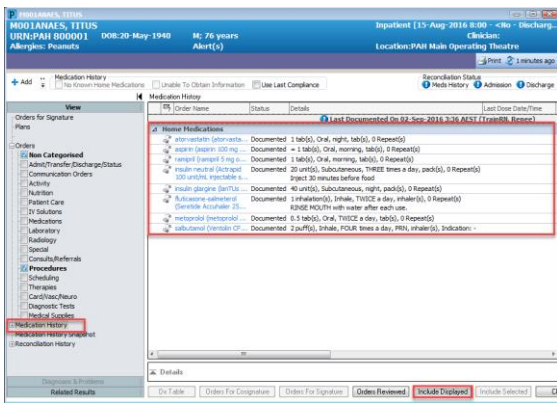 M001ANAES, TITUS
M001ANAES, TITUS
Inpatient [15-Aug-2016 8:00 - <No - Discharg...
URN:PAH 800001 DOB:20-May-1940 M; 76 years Clinician:
Allergies: Peanuts Alert(s) Location:PAH Main Operating Theatre
Print 2 minutes ago
Add Medication History
No Known Home Medications Unable To Obtain Information Use Last Compliance
Reconciliation Status
Meds History Admission Discharge
View
Orders for Signature
Plans
Orders
Non Categorised
Admit/Transfer/Discharge/Status
Communication Orders
Activity
Nutrition
Patient Care
IV Solutions
Medications
Laboratory
Radiology
Special
Consults/Referrals
Procedures
Scheduling
Therapies
Card/Vasc/Neuro
Diagnostic Tests
Medical Supplies
Medication History
Medication History Snapshot
Reconciliation History
Diagnoses & Problems
Related Results
Medication History
Order Name Status Details Last Dose Date/Time
Last Documented On 02-Sep-2016 3:36 AEST (TrainRN, Renee)
Home Medications
atorvastatin (atorvasta... Documented 1 tab(s), Oral, night, tab(s), 0 Repeat(s)
aspirin (aspirin 100 mg ... Documented = 1 tab(s), Oral, morning, tab(s), 0 Repeat(s)
ramipril (ramipril 5 mg o... Documented 1 tab(s), Oral, morning, tab(s), 0 Repeat(s)
insulin neutral (Actrapid Documented 20 unit(s), Subcutaneous, THREE times a day, pack(s), 0 Repeat(s)
100 unit/mL injectable s... Inject 30 minutes before food
insulin glargine Documented 40 unit(s), Subcutaneous, night, pack(s), 0 Repeat(s)
fluticasone-salmeterol Documented 1 inhalation(s), Inhale, TWICE a day, inhaler(s), 0 Repeat(s)
(Seretide Accuhaler 25... RINSE MOUTH with water after each use.
metoprolol (metoprolol ... Documented 0.5 tab(s), Oral, TWICE a day, tab(s), 0 Repeat(s)
salbutamol (Ventolin CF... Documented 2 puff(s), Inhale, FOUR times a day, PRN, inhaler(s), Indication: -
Details
Dx Table Orders For Cosignature Orders For Signature Orders Reviewed Include Displayed Include Selected